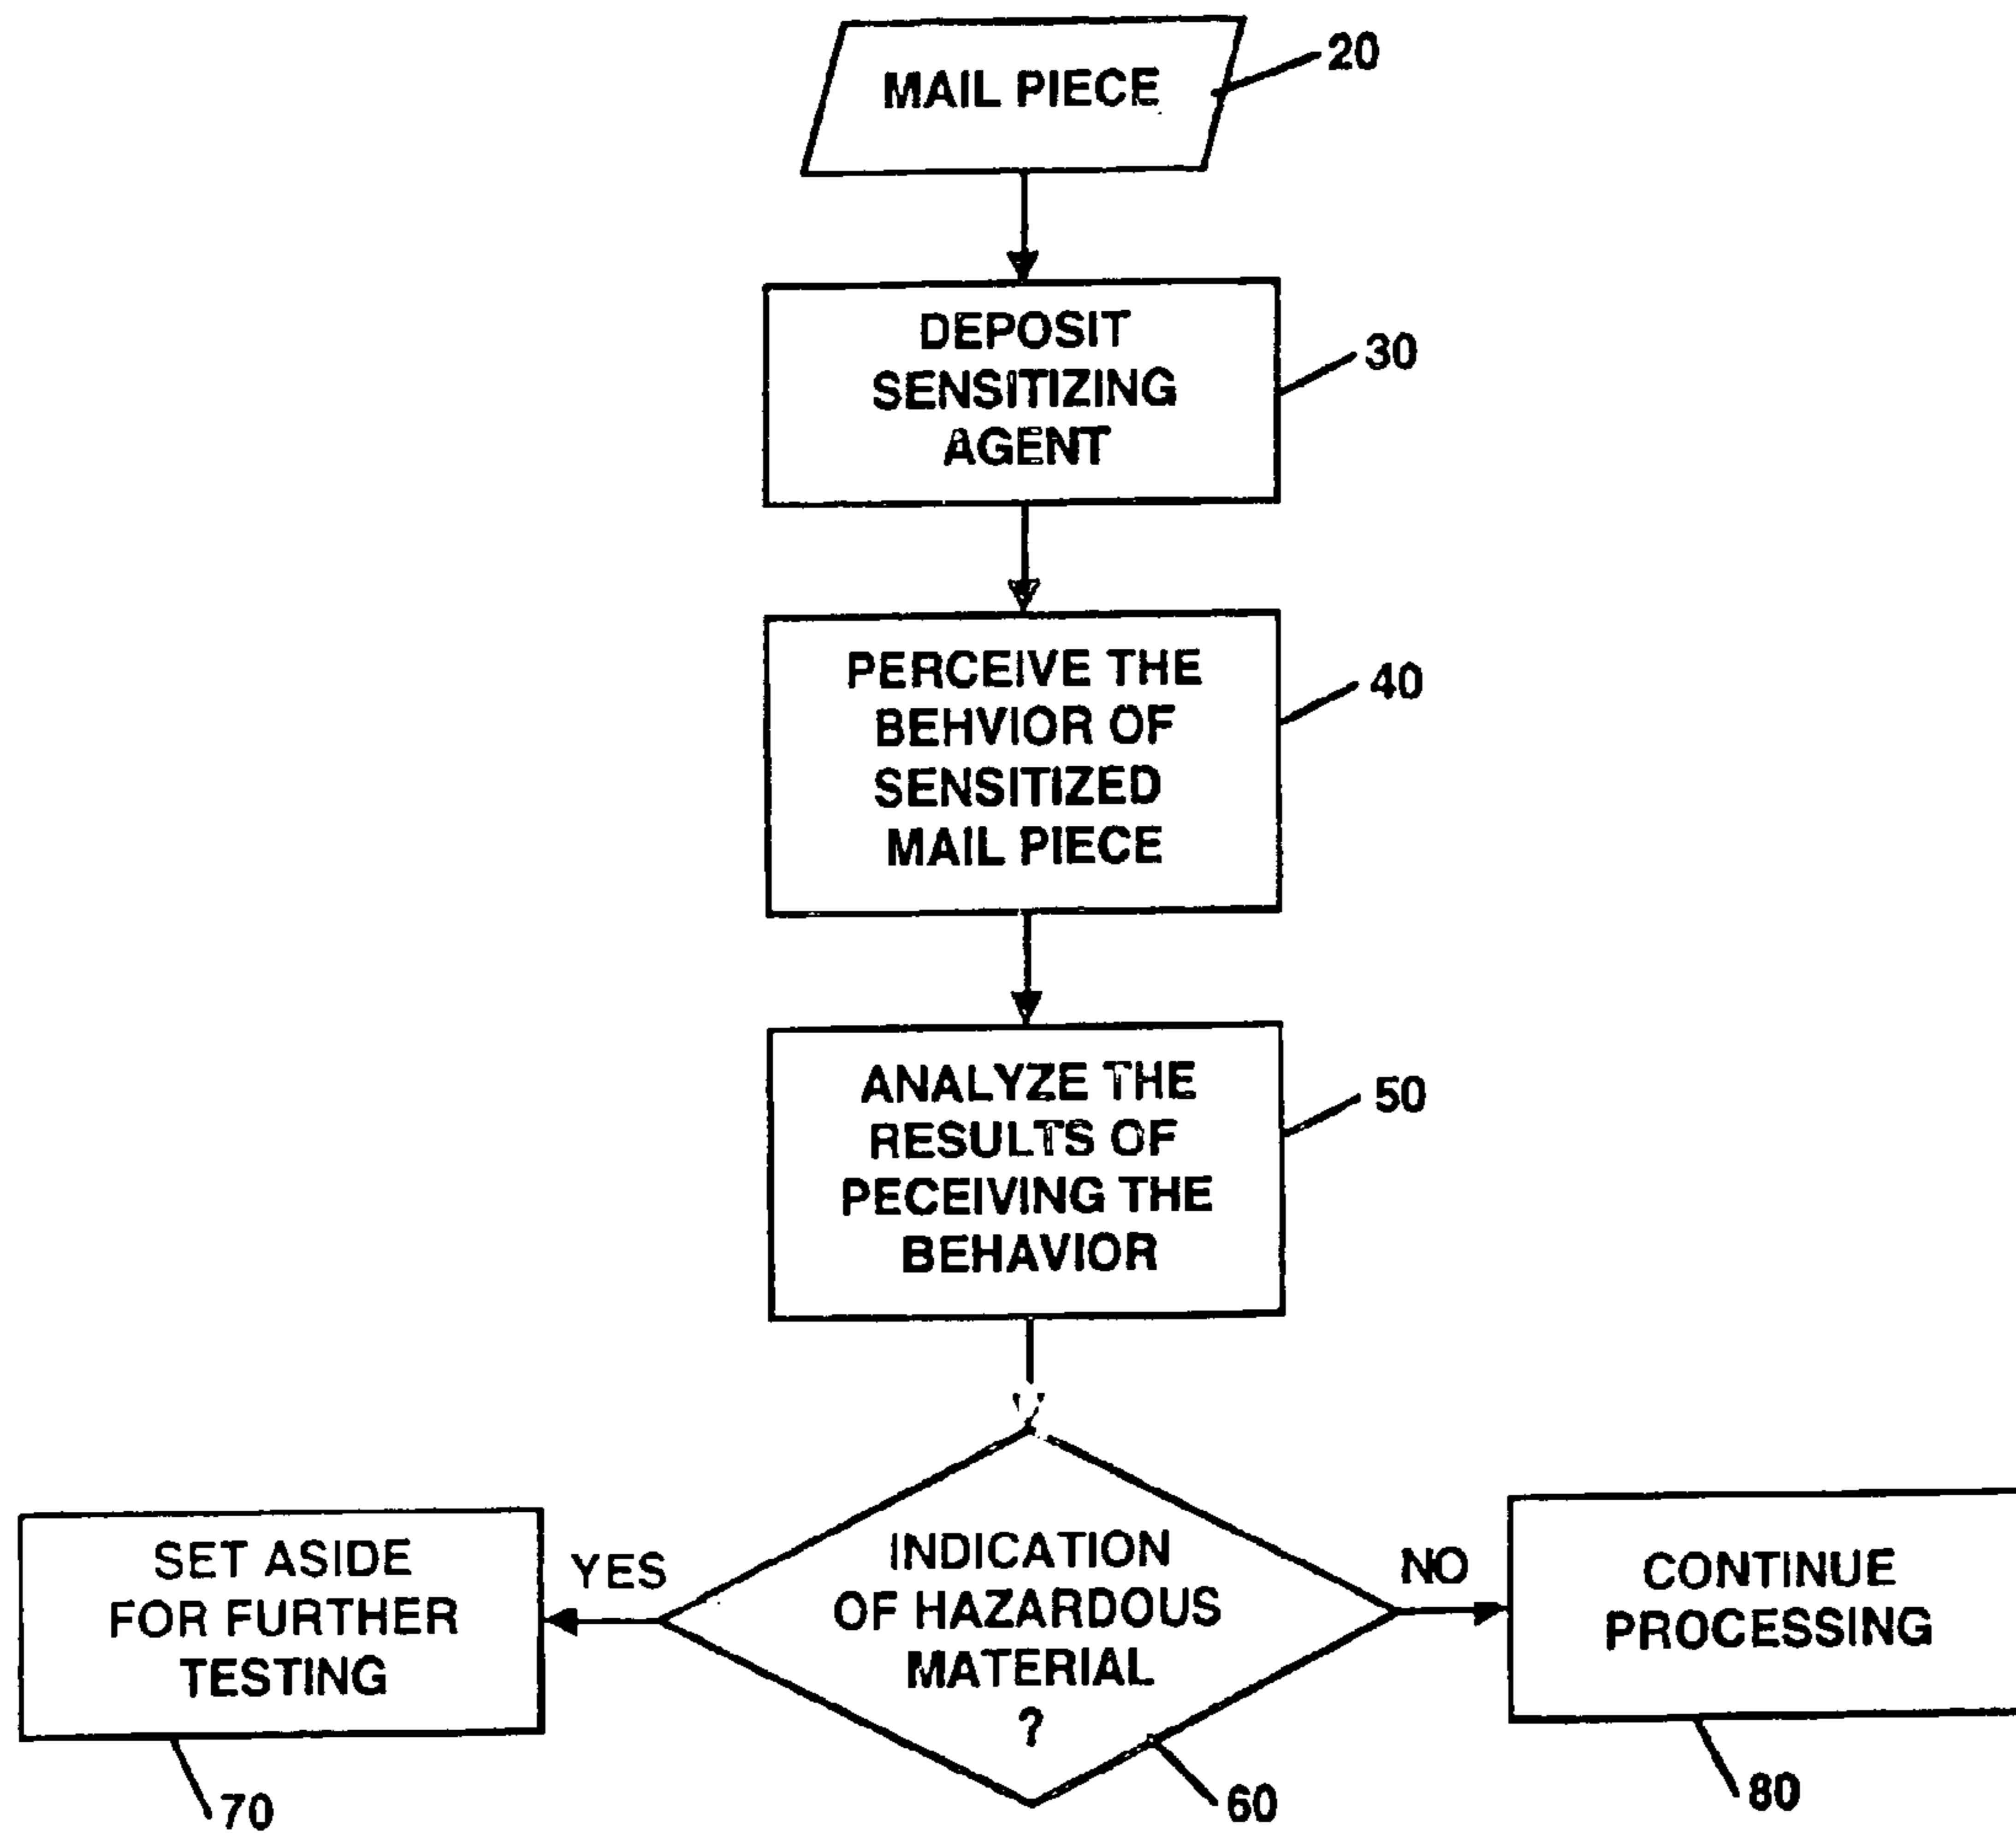 MAIL PIECE
20
DEPOSIT
SENSITIZING
AGENT
30
PERCEIVE THE
BEHVIOR OF
SENSITIZED
MAIL PIECE
40
ANALYZE THE
RESULTS OF
PECEIVING THE
BEHAVIOR
50
INDICATION
OF HAZARDOUS
MATERIAL
?
60
YES
SET ASIDE
FOR FURTHER
TESTING
70
NO
CONTINUE
PROCESSING
80